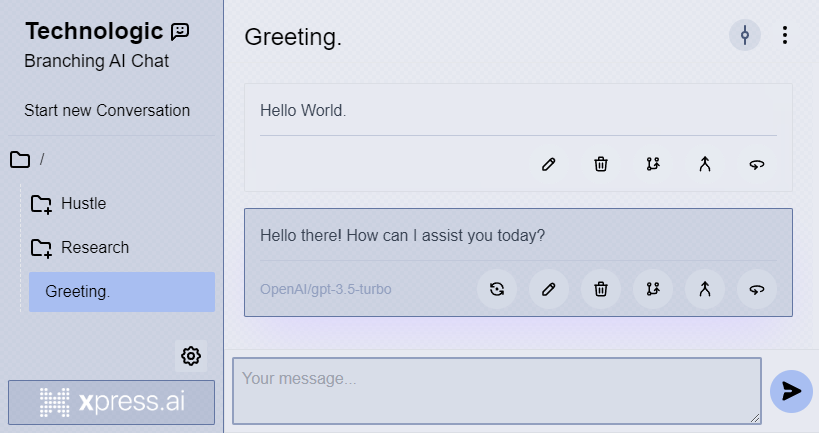 Technologic
Branching AI Chat
Start new Conversation
/
Hustle
Research
Greeting.
xpress.ai
Greeting.
Hello World.
Hello there! How can I assist you today?
OpenAI/gpt-3.5-turbo
Your message...